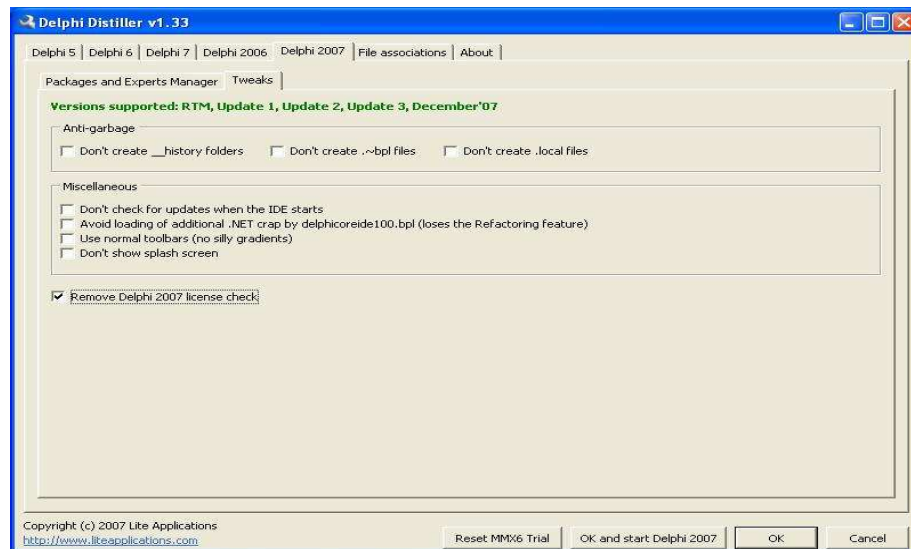 Delphi Distiller v1.33
Delphi 5 Delphi 6 Delphi 7 Delphi 2006 Delphi 2007 File associations About
Packages and Experts Manager Tweaks
Versions supported: RTM, Update 1, Update 2, Update 3, December'07
Anti-garbage
Don't create __history folders Don't create .~bpl files Don't create .local files
Miscellaneous
Don't check for updates when the IDE starts
Avoid loading of additional .NET crap by delphicoreide100.bpl (loses the Refactoring feature)
Use normal toolbars (no silly gradients)
Don't show splash screen
Remove Delphi 2007 license check
Copyright (c) 2007 Lite Applications
http://www.liteapplications.com
Reset MMX6 Trial OK and start Delphi 2007 OK Cancel